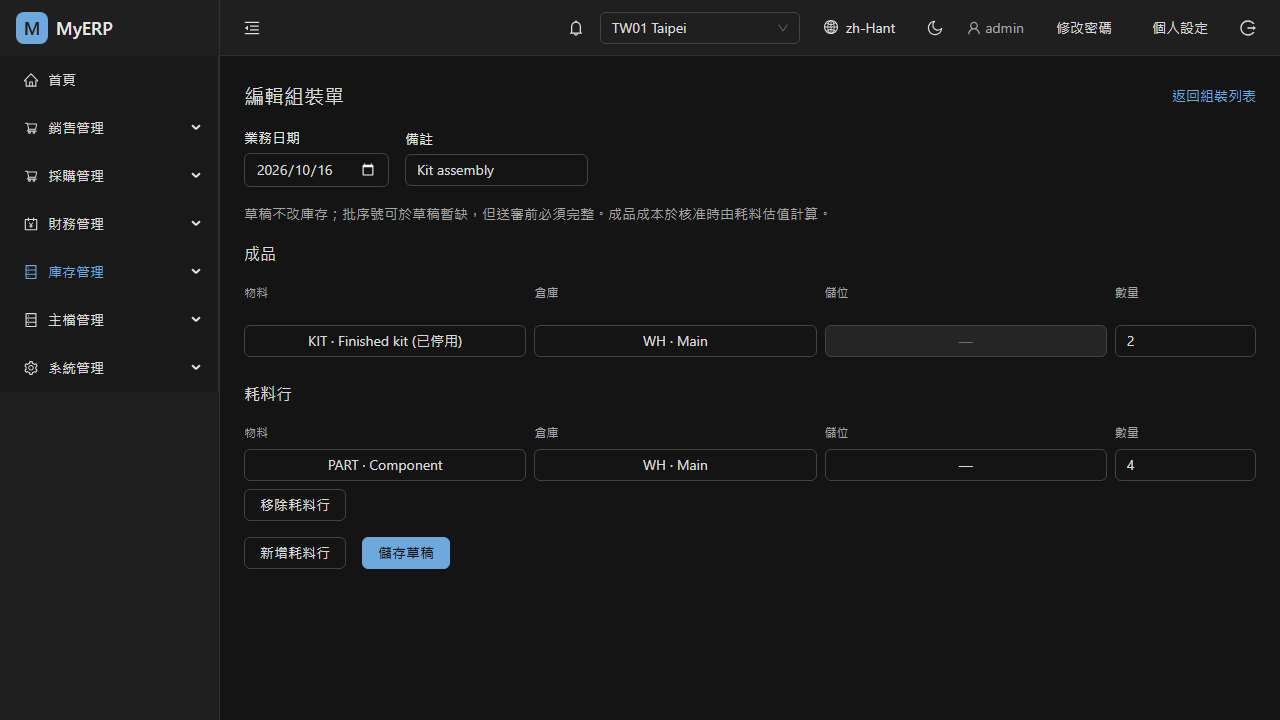 M MyERP
TW01 Taipei
zh-Hant
admin
修改密碼
個人設定
首頁
銷售管理
採購管理
財務管理
庫存管理
主檔管理
系統管理
編輯組裝單
返回組裝列表
業務日期
備註
2026/10/16
Kit assembly
草稿不改庫存；批序號可於草稿暫缺，但送審前必須完整。成品成本於核准時由耗料估值計算。
成品
物料 倉庫 儲位 數量
KIT · Finished kit (已停用) WH · Main — 2
耗料行
物料 倉庫 儲位 數量
PART · Component WH · Main — 4
移除耗料行
新增耗料行 儲存草稿